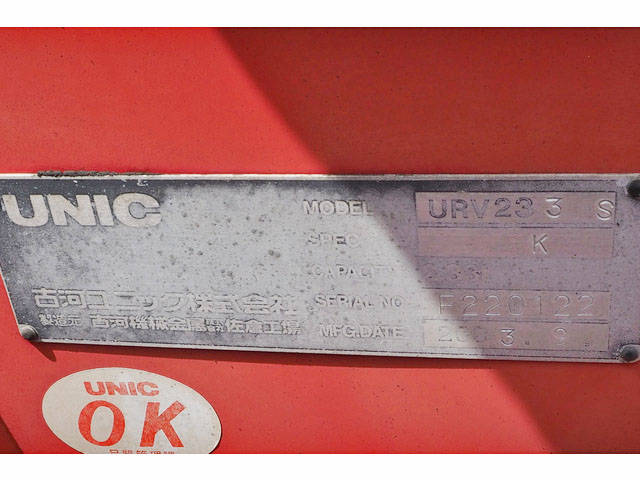 UNIC
MODEL URV233 S
SPEC K
CAPACITY
古河ユニック株式会社
SERIAL NO F220122
製造元 古河機械金属㈱佐倉工場
MFG.DATE
UNIC
OK